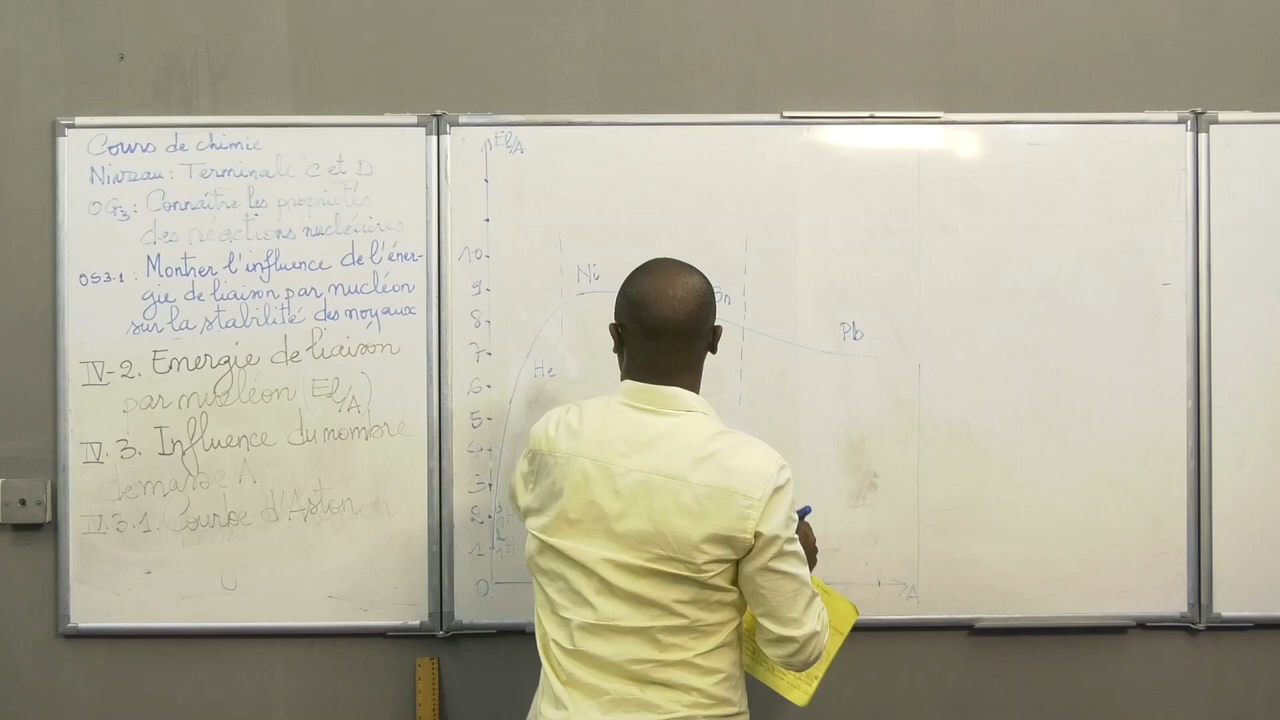 Cours de chimie
Niveau : Terminale C et D
OG3 : Connaître les propriétés
des réactions nucléaires
OS3.1 : Montrer l'influence de l'éner-
gie de liaison par nucléon
sur la stabilité des noyaux
IV-2. Energie de liaison
par nucléon (El/A)
IV. 3. Influence du nombre
de masse A
IV.3.1. Courbe d'Aston
El/A
10
9
8
7
6
5
4
3
2
1
0
He
Ni
Sn
Pb
A